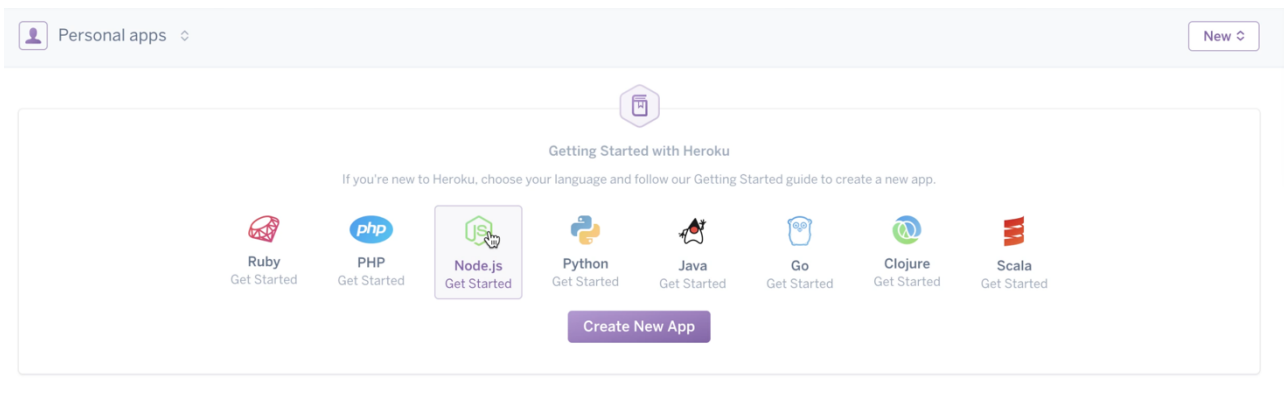 Personal apps
New
Getting Started with Heroku
If you're new to Heroku, choose your language and follow our Getting Started guide to create a new app.
php
JS
Ruby PHP Node.js Python Java Go Clojure Scala
Get Started Get Started Get Started Get Started Get Started Get Started Get Started Get Started
Create New App